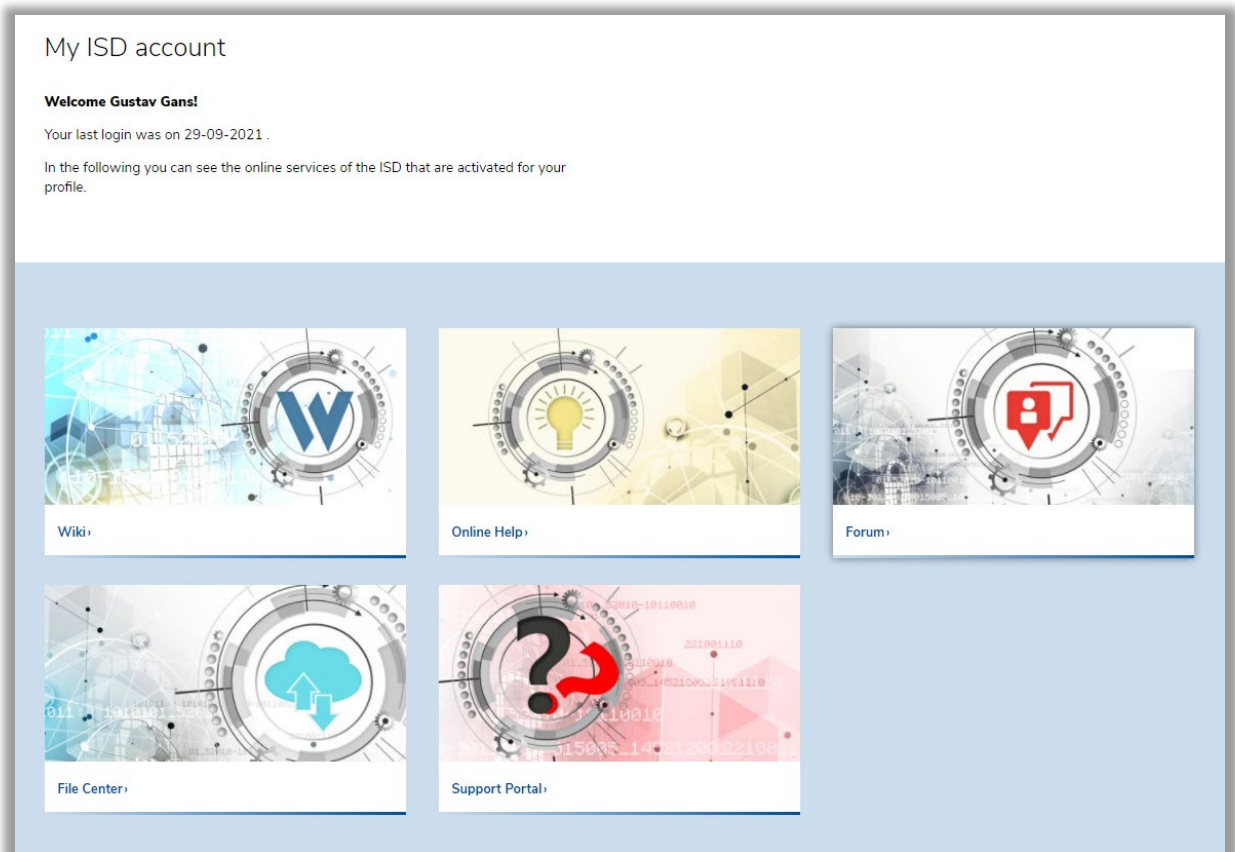 My ISD account
Welcome Gustav Gans!
Your last login was on 29-09-2021 .
In the following you can see the online services of the ISD that are activated for your
profile.
W
Wiki›
Online Help›
Forum›
File Center›
221001110
Support Portal›